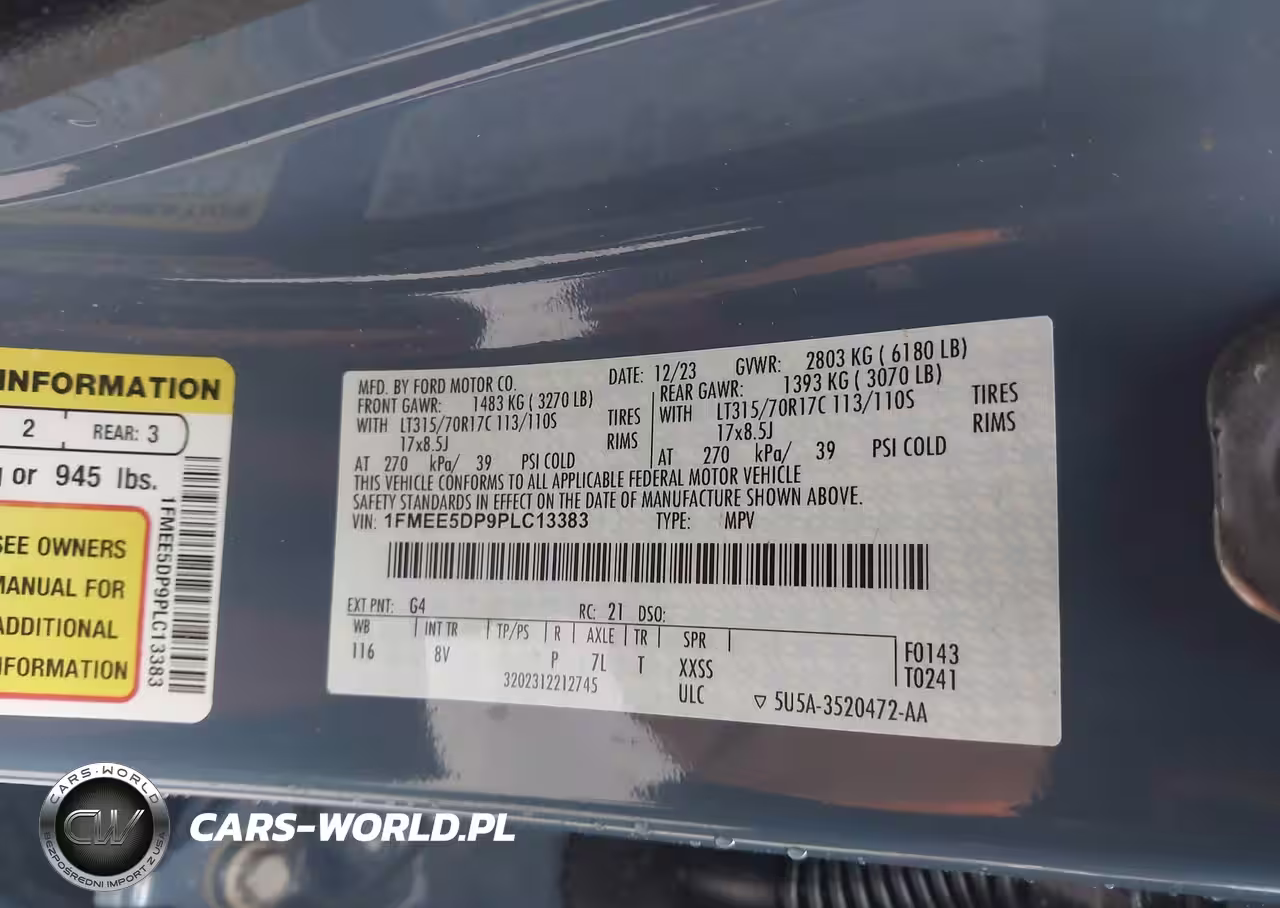 INFORMATION
2 REAR: 3
or 945 lbs.
SEE OWNERS
MANUAL FOR
ADDITIONAL
INFORMATION
1FMEE5DP9PLC13383
MFD. BY FORD MOTOR CO. DATE: 12/23 GVWR: 2803 KG ( 6180 LB)
FRONT GAWR: 1483 KG ( 3270 LB) REAR GAWR: 1393 KG ( 3070 LB)
WITH LT315/70R17C 113/110S TIRES WITH LT315/70R17C 113/110S TIRES
17x8.5J RIMS 17x8.5J RIMS
AT 270 kPa/ 39 PSI COLD AT 270 kPa/ 39 PSI COLD
THIS VEHICLE CONFORMS TO ALL APPLICABLE FEDERAL MOTOR VEHICLE
SAFETY STANDARDS IN EFFECT ON THE DATE OF MANUFACTURE SHOWN ABOVE.
VIN: 1FMEE5DP9PLC13383 TYPE: MPV
EXT PNT: G4 RC: 21 DSO:
WB INT TR TP/PS R AXLE TR SPR
116 8V P 7L T XXSS F0143
3202312212745 ULC T0241
▽ 5U5A-3520472-AA
CARS-WORLD
CW
BEZPOŚREDNI IMPORT Z USA
CARS-WORLD.PL